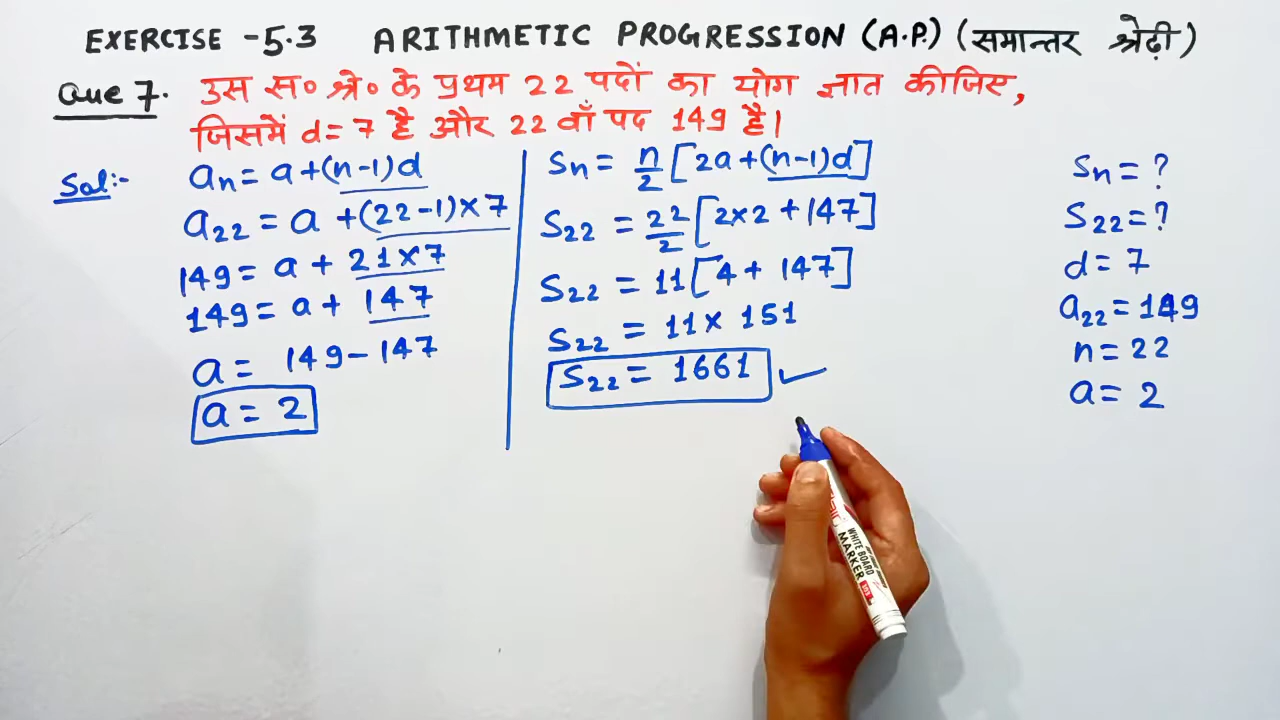 EXERCISE -5.3 ARITHMETIC PROGRESSION (A.P.) (समान्तर श्रेढ़ी)
Que 7. उस स० श्रे० के प्रथम 22 पदों का योग ज्ञात कीजिए,
जिसमें d=7 है और 22 वाँ पद 149 है।
Sol:-
an = a+(n-1)d
a22 = a +(22-1)×7
149= a + 21×7
149= a + 147
a = 149-147
a = 2
Sn = n/2 [2a+(n-1)d]
S22 = 22/2 [2×2 +147]
S22 = 11[4+ 147]
S22 = 11× 151
S22 = 1661 ✓
Sn = ?
S22 = ?
d = 7
a22 = 149
n = 22
a = 2
WHITE BOARD
MARKER